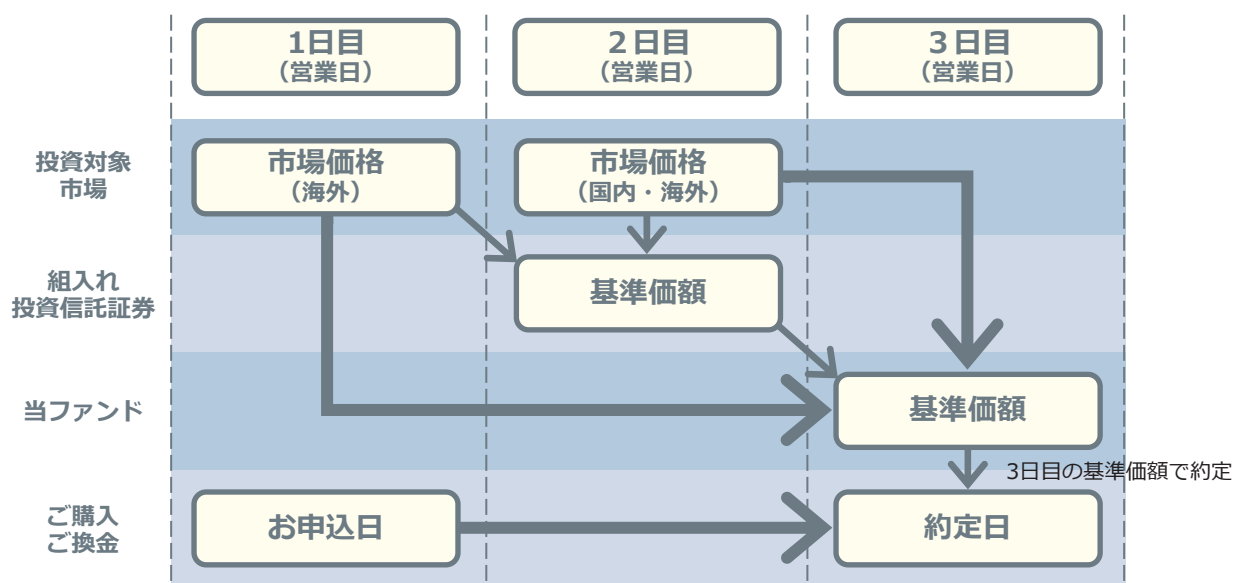 1日目
（営業日）
２日目
（営業日）
３日目
（営業日）
投資対象
市場
市場価格
（海外）
市場価格
（国内・海外）
組入れ
投資信託証券
基準価額
当ファンド
基準価額
3日目の基準価額で約定
ご購入
ご換金
お申込日
約定日